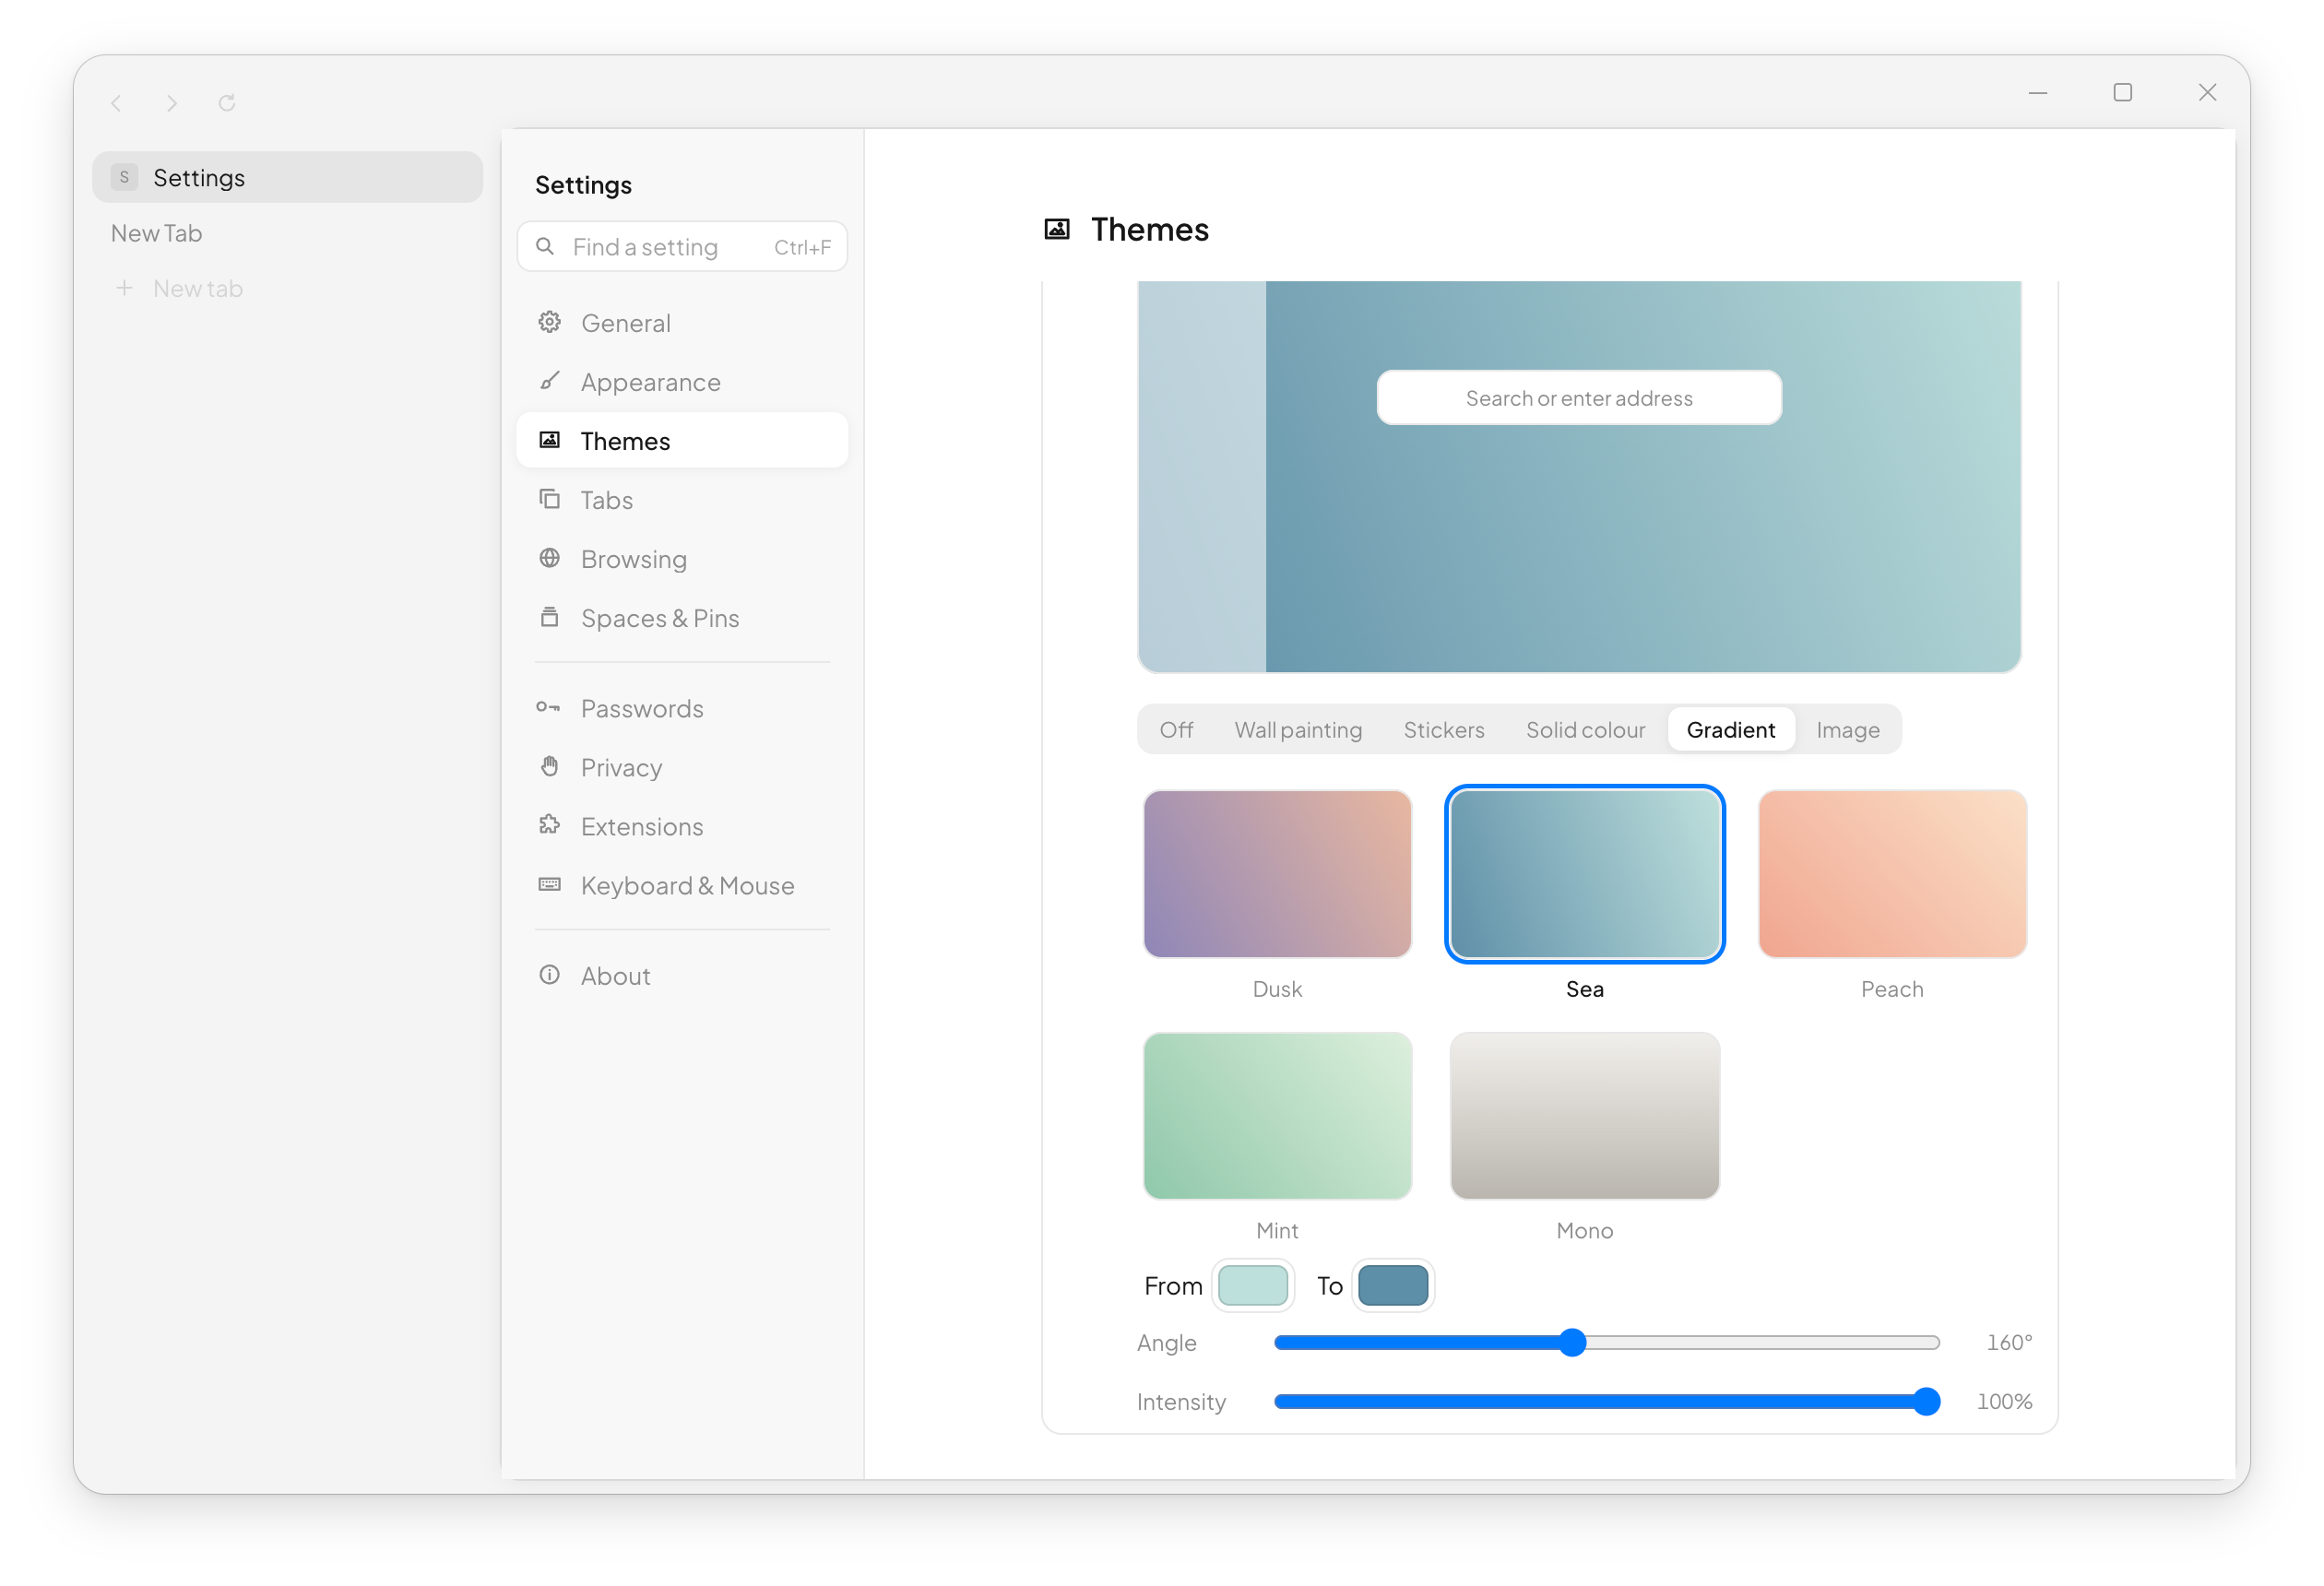 S Settings
New Tab
New tab
Settings
Find a setting Ctrl+F
General
Appearance
Themes
Tabs
Browsing
Spaces & Pins
Passwords
Privacy
Extensions
Keyboard & Mouse
About
Themes
Search or enter address
Off Wall painting Stickers Solid colour Gradient Image
Dusk Sea Peach
Mint Mono
From To
Angle 160°
Intensity 100%